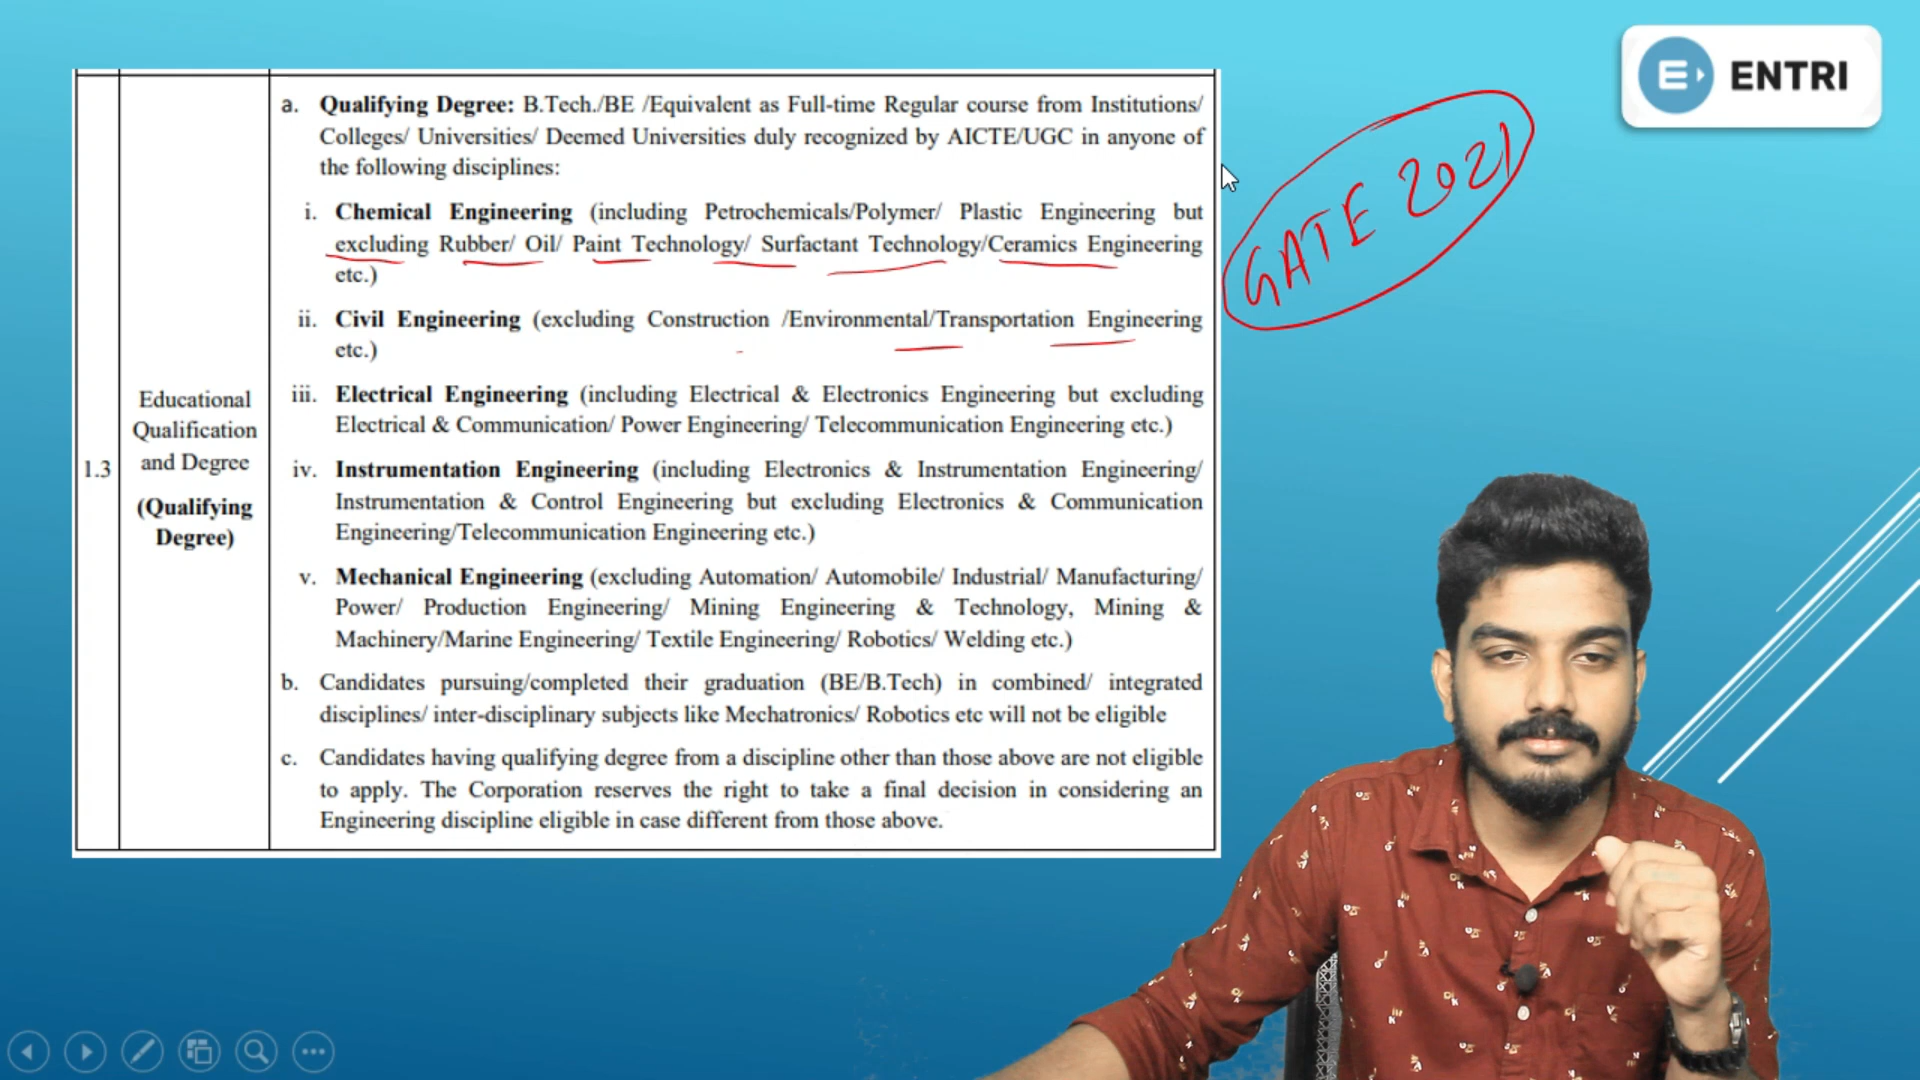 ENTRI
GATE 2021
1.3
Educational
Qualification
and Degree
(Qualifying
Degree)
a. Qualifying Degree: B.Tech./BE /Equivalent as Full-time Regular course from Institutions/
Colleges/ Universities/ Deemed Universities duly recognized by AICTE/UGC in anyone of
the following disciplines:
i. Chemical Engineering (including Petrochemicals/Polymer/ Plastic Engineering but
excluding Rubber/ Oil/ Paint Technology/ Surfactant Technology/Ceramics Engineering
etc.)
ii. Civil Engineering (excluding Construction /Environmental/Transportation Engineering
etc.)
iii. Electrical Engineering (including Electrical & Electronics Engineering but excluding
Electrical & Communication/ Power Engineering/ Telecommunication Engineering etc.)
iv. Instrumentation Engineering (including Electronics & Instrumentation Engineering/
Instrumentation & Control Engineering but excluding Electronics & Communication
Engineering/Telecommunication Engineering etc.)
v. Mechanical Engineering (excluding Automation/ Automobile/ Industrial/ Manufacturing/
Power/ Production Engineering/ Mining Engineering & Technology, Mining &
Machinery/Marine Engineering/ Textile Engineering/ Robotics/ Welding etc.)
b. Candidates pursuing/completed their graduation (BE/B.Tech) in combined/ integrated
disciplines/ inter-disciplinary subjects like Mechatronics/ Robotics etc will not be eligible
c. Candidates having qualifying degree from a discipline other than those above are not eligible
to apply. The Corporation reserves the right to take a final decision in considering an
Engineering discipline eligible in case different from those above.